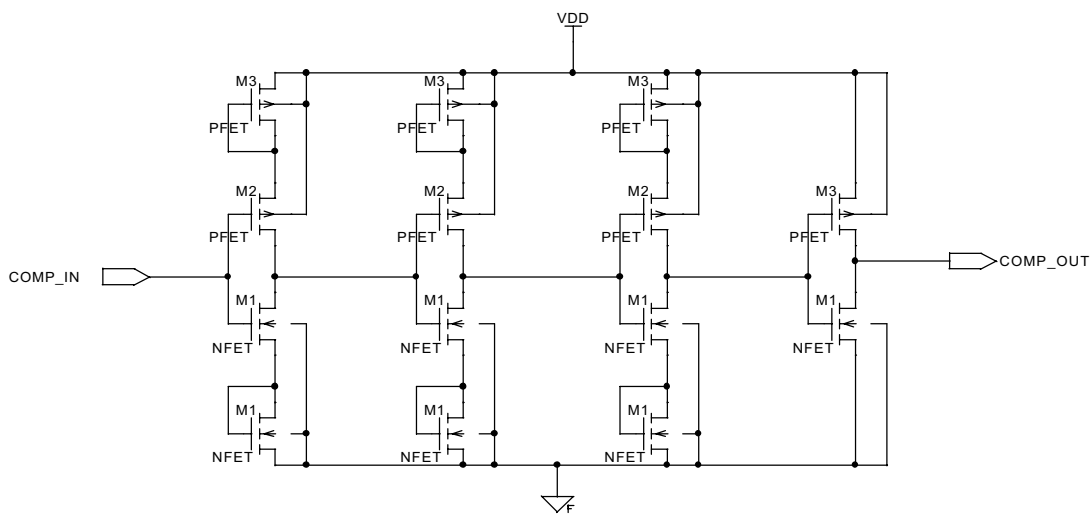 VDD
M3 M3 M3
PFET PFET PFET
M2 M2 M2 M3
PFET PFET PFET PFET
COMP_IN COMP_OUT
M1 M1 M1 M1
NFET NFET NFET NFET
M1 M1 M1
NFET NFET NFET
F